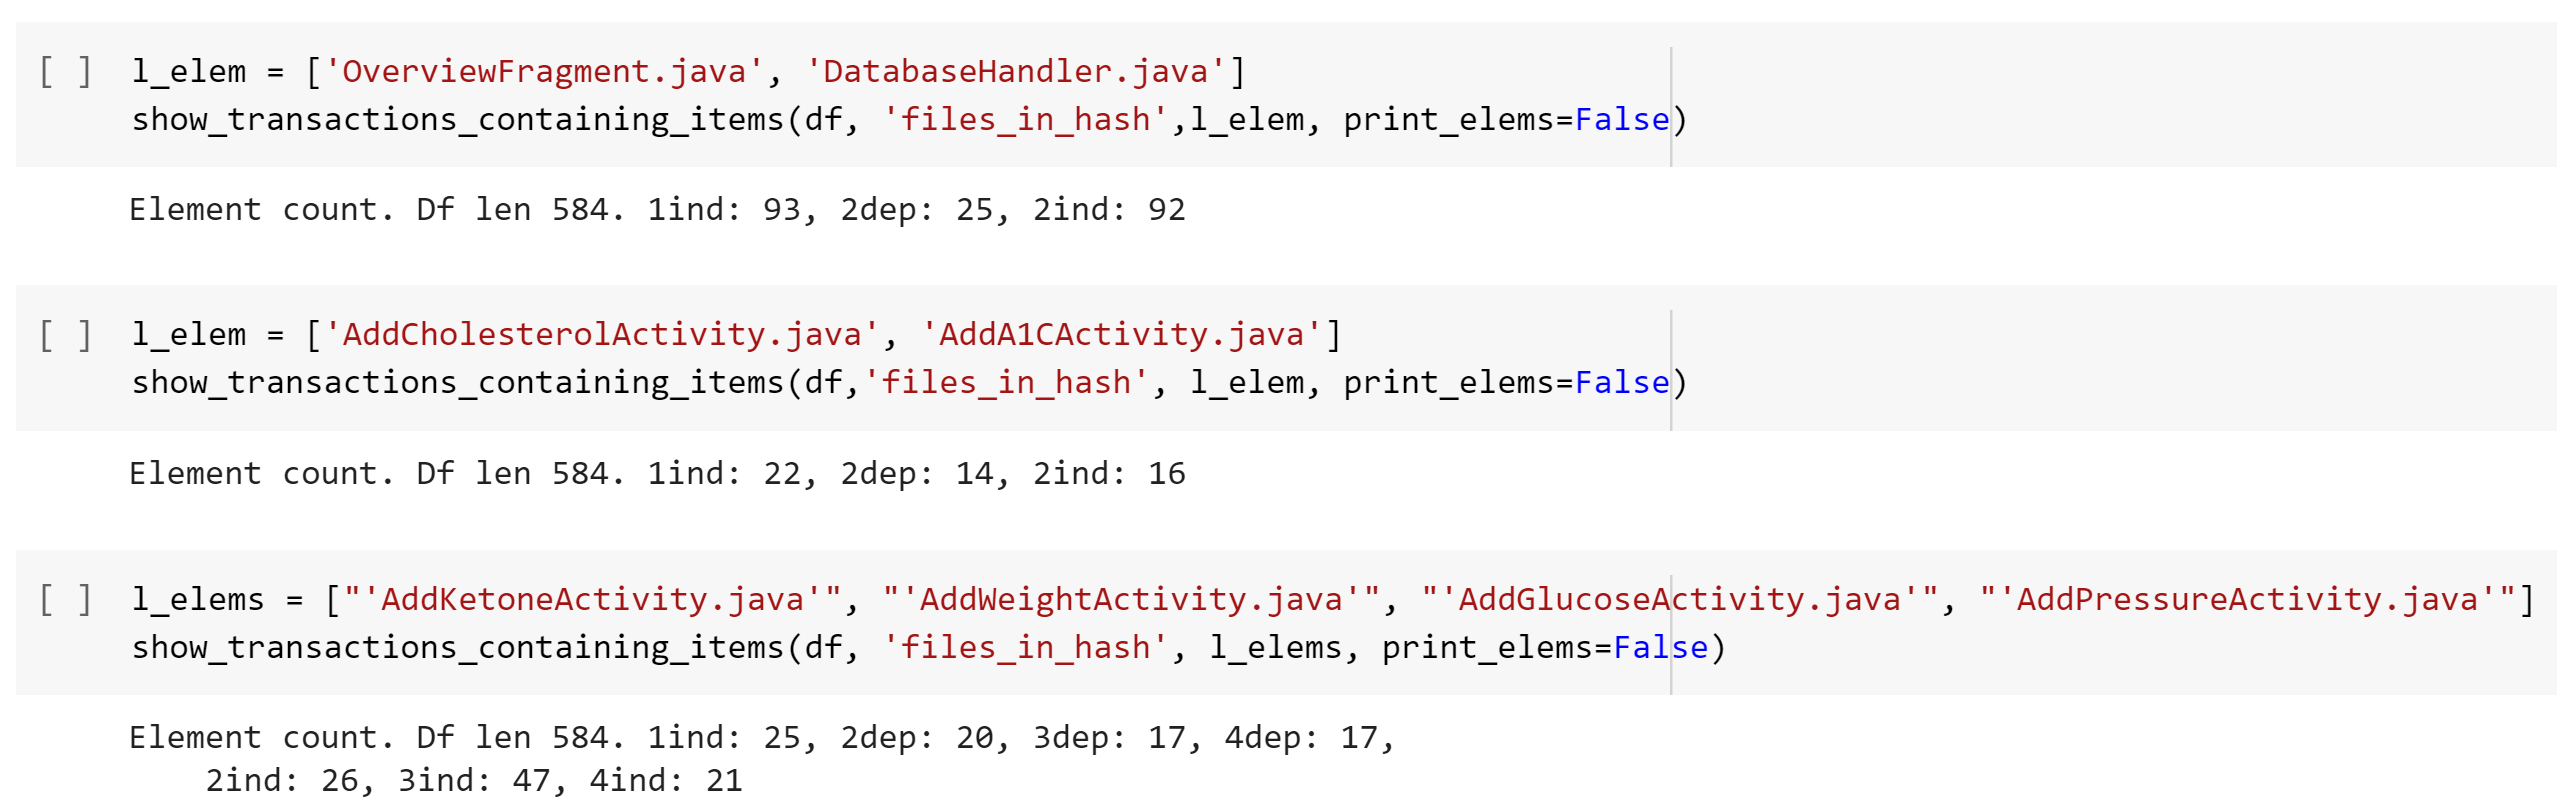 [ ] l_elem = ['OverviewFragment.java', 'DatabaseHandler.java']
show_transactions_containing_items(df, 'files_in_hash',l_elem, print_elems=False)
Element count. Df len 584. 1ind: 93, 2dep: 25, 2ind: 92
[ ] l_elem = ['AddCholesterolActivity.java', 'AddA1CActivity.java']
show_transactions_containing_items(df,'files_in_hash', l_elem, print_elems=False)
Element count. Df len 584. 1ind: 22, 2dep: 14, 2ind: 16
[ ] l_elems = ["'AddKetoneActivity.java'", "'AddWeightActivity.java'", "'AddGlucoseActivity.java'", "'AddPressureActivity.java'"]
show_transactions_containing_items(df, 'files_in_hash', l_elems, print_elems=False)
Element count. Df len 584. 1ind: 25, 2dep: 20, 3dep: 17, 4dep: 17,
2ind: 26, 3ind: 47, 4ind: 21